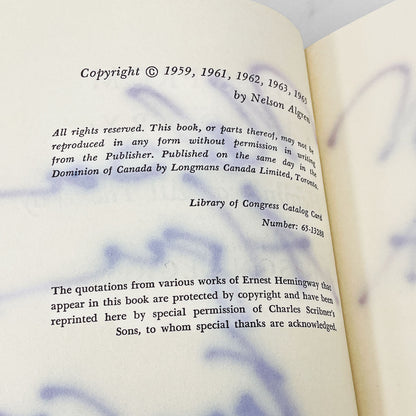 Copyright © 1959, 1961, 1962, 1963, 1965
by Nelson Algren
All rights reserved. This book, or parts thereof, may not be
reproduced in any form without permission in writing
from the Publisher. Published on the same day in the
Dominion of Canada by Longmans Canada Limited, Toronto.
Library of Congress Catalog Card
Number: 65-13288
The quotations from various works of Ernest Hemingway that
appear in this book are protected by copyright and have been
reprinted here by special permission of Charles Scribner's
Sons, to whom special thanks are acknowledged.